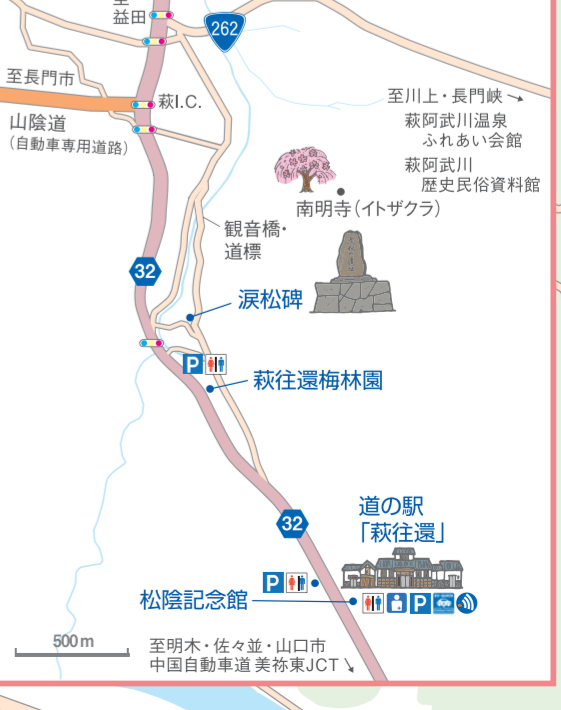 至
益田
262
至長門市
萩I.C.
山陰道
(自動車専用道路)
至川上・長門峡
萩阿武川温泉
ふれあい会館
萩阿武川
歴史民俗資料館
南明寺(イトザクラ)
観音橋・
道標
32
涙松碑
P
萩往還梅林園
道の駅
「萩往還」
32
P
松陰記念館
P
500m
至明木・佐々並・山口市
中国自動車道 美祢東JCT